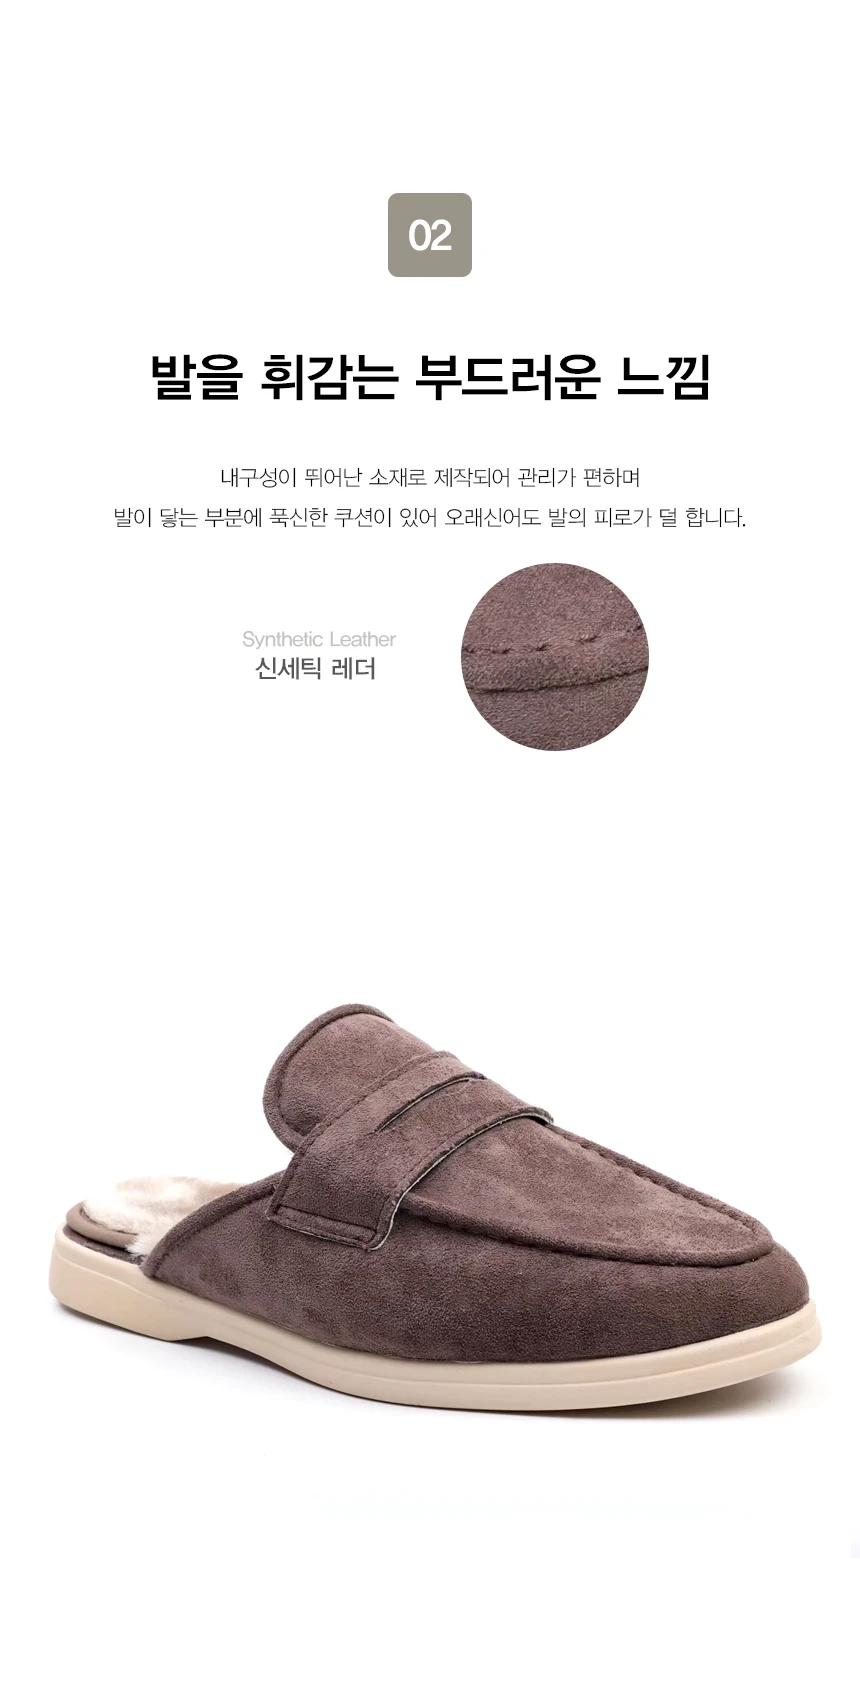 02
발을 휘감는 부드러운 느낌
내구성이 뛰어난 소재로 제작되어 관리가 편하며
발이 닿는 부분에 푹신한 쿠션이 있어 오래신어도 발의 피로가 덜 합니다.
Synthetic Leather
신세틱 레더